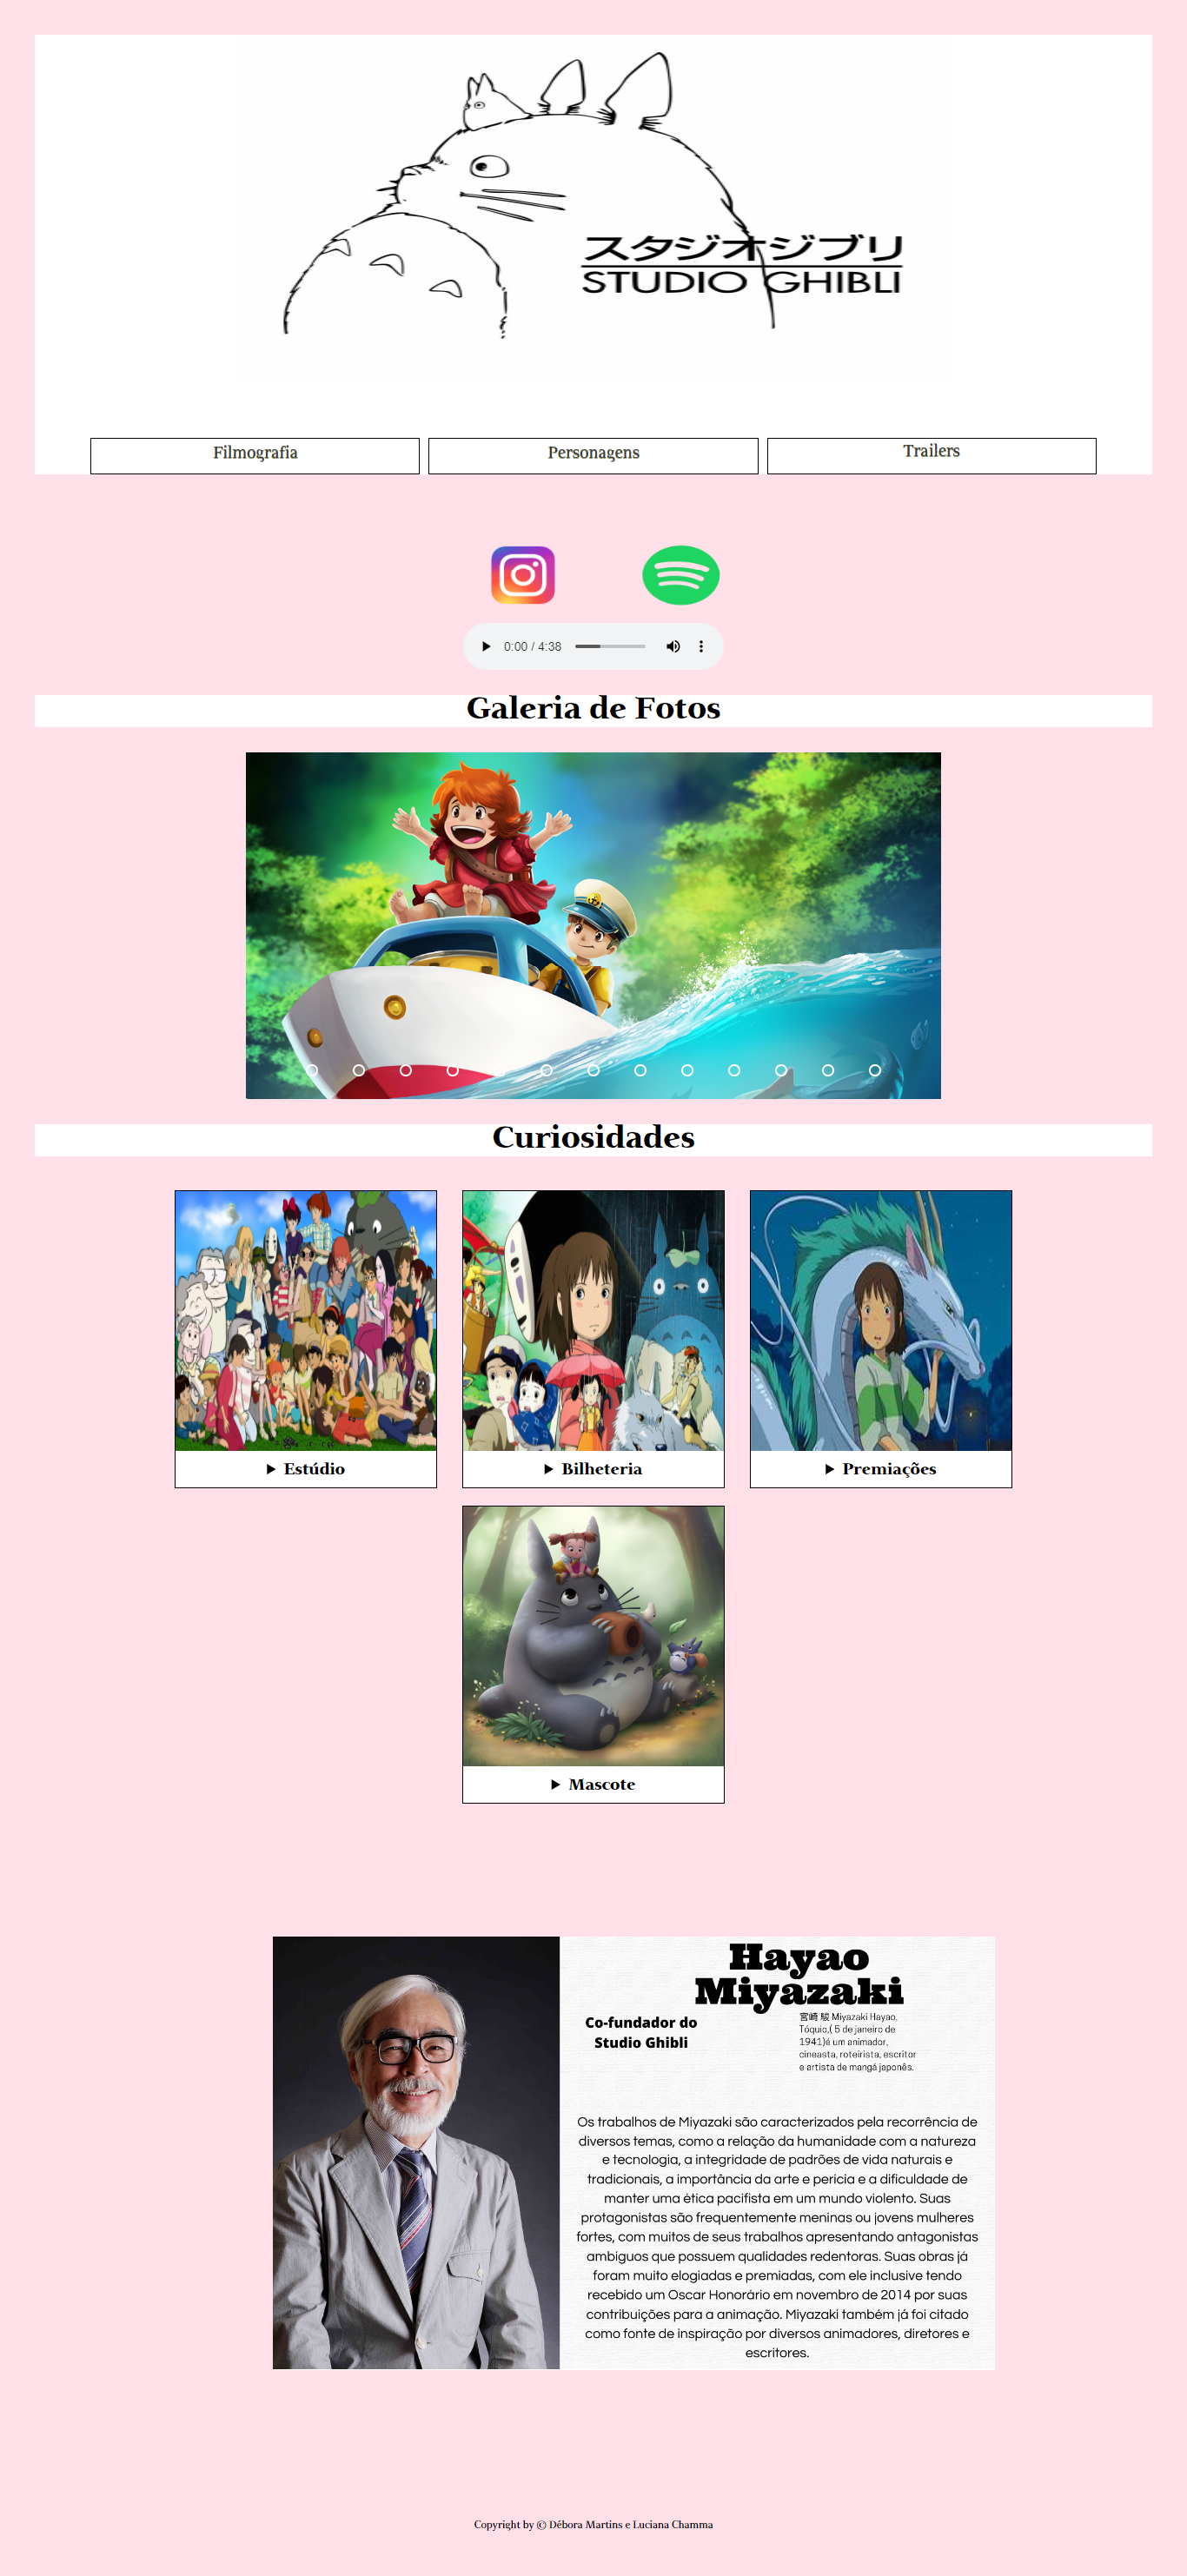 スタジオジブリ
STUDIO GHIBLI
Filmografia
Personagens
Trailers
0:00 / 4:38
Galeria de Fotos
Curiosidades
Estúdio
Bilheteria
Premiações
Mascote
Hayao
Miyazaki
Co-fundador do
Studio Ghibli
宮崎 駿 Miyazaki Hayao,
Tóquio,( 5 de janeiro de
1941)é um animador,
cineasta, roteirista, escritor
e artista de mangá japonês.
Os trabalhos de Miyazaki são caracterizados pela recorrência de
diversos temas, como a relação da humanidade com a natureza
e tecnologia, a integridade de padrões de vida naturais e
tradicionais, a importância da arte e perícia e a dificuldade de
manter uma ética pacifista em um mundo violento. Suas
protagonistas são frequentemente meninas ou jovens mulheres
fortes, com muitos de seus trabalhos apresentando antagonistas
ambíguos que possuem qualidades redentoras. Suas obras já
foram muito elogiadas e premiadas, com ele inclusive tendo
recebido um Oscar Honorário em novembro de 2014 por suas
contribuições para a animação. Miyazaki também já foi citado
como fonte de inspiração por diversos animadores, diretores e
escritores.
Copyright by © Débora Martins e Luciana Chamma